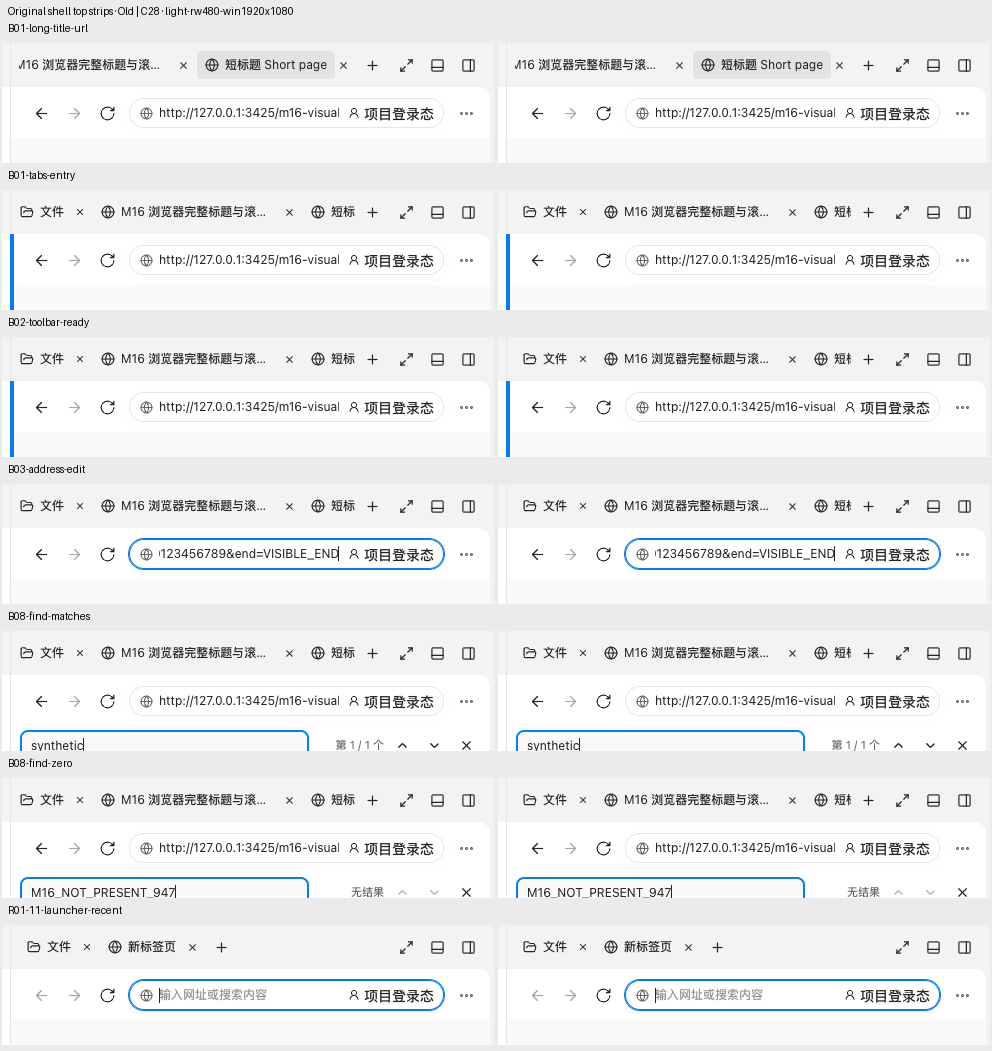 Original shell top strips · Old | C28 · light-rw480-win1920x1080
B01-long-title-url
M16 浏览器完整标题与滚... × 短标题 Short page × + M16 浏览器完整标题与滚... × 短标题 Short page × +
http://127.0.0.1:3425/m16-visual 项目登录态 ... http://127.0.0.1:3425/m16-visual 项目登录态 ...
B01-tabs-entry
文件 × M16 浏览器完整标题与滚... × 短标 + 文件 × M16 浏览器完整标题与滚... × 短 +
http://127.0.0.1:3425/m16-visual 项目登录态 ... http://127.0.0.1:3425/m16-visual 项目登录态 ...
B02-toolbar-ready
文件 × M16 浏览器完整标题与滚... × 短标 + 文件 × M16 浏览器完整标题与滚... × 短 +
http://127.0.0.1:3425/m16-visual 项目登录态 ... http://127.0.0.1:3425/m16-visual 项目登录态 ...
B03-address-edit
文件 × M16 浏览器完整标题与滚... × 短标 + 文件 × M16 浏览器完整标题与滚... × 短 +
123456789&end=VISIBLE_END 项目登录态 ... 123456789&end=VISIBLE_END 项目登录态 ...
B08-find-matches
文件 × M16 浏览器完整标题与滚... × 短标 + 文件 × M16 浏览器完整标题与滚... × 短 +
http://127.0.0.1:3425/m16-visual 项目登录态 ... http://127.0.0.1:3425/m16-visual 项目登录态 ...
synthetic 第 1 / 1 个 × synthetic 第 1 / 1 个 ×
B08-find-zero
文件 × M16 浏览器完整标题与滚... × 短标 + 文件 × M16 浏览器完整标题与滚... × 短 +
http://127.0.0.1:3425/m16-visual 项目登录态 ... http://127.0.0.1:3425/m16-visual 项目登录态 ...
M16_NOT_PRESENT_947 无结果 × M16_NOT_PRESENT_947 无结果 ×
R01-11-launcher-recent
文件 × 新标签页 × + 文件 × 新标签页 × +
输入网址或搜索内容 项目登录态 ... 输入网址或搜索内容 项目登录态 ...